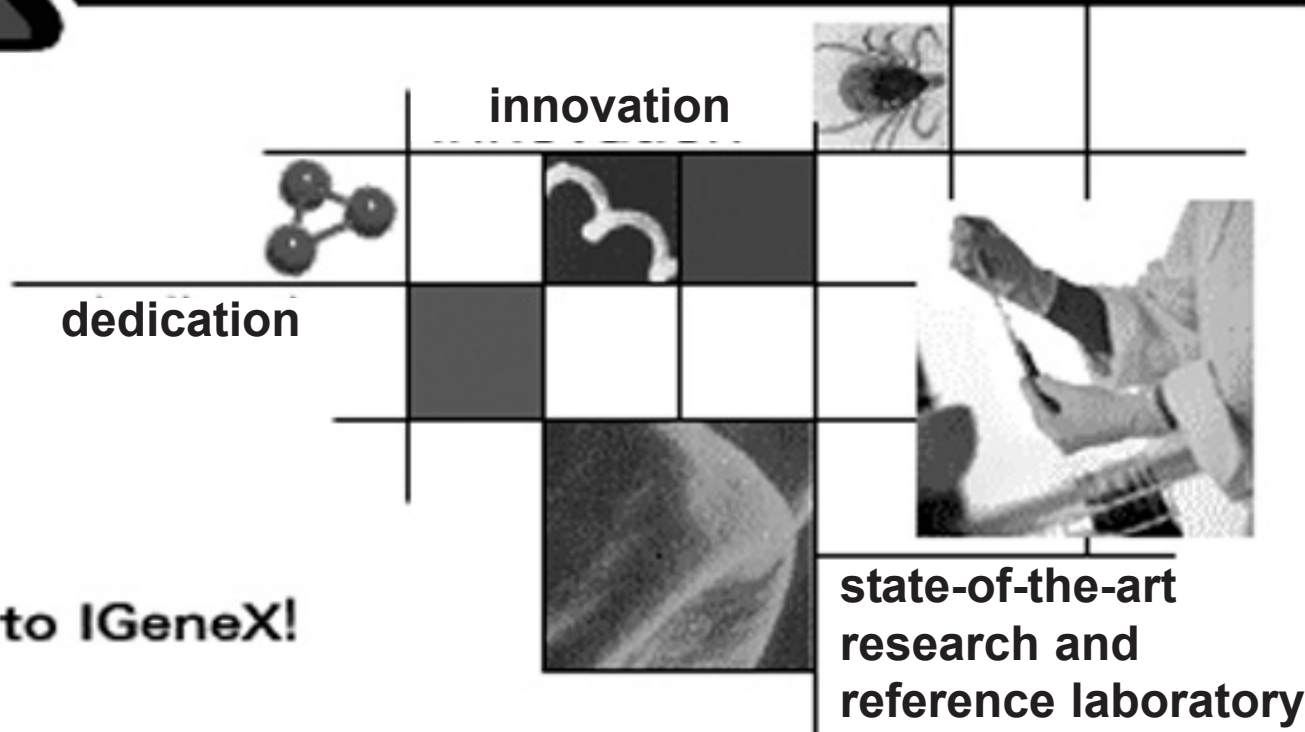 innovation
dedication
to IGeneX!
state-of-the-art
research and
reference laboratory